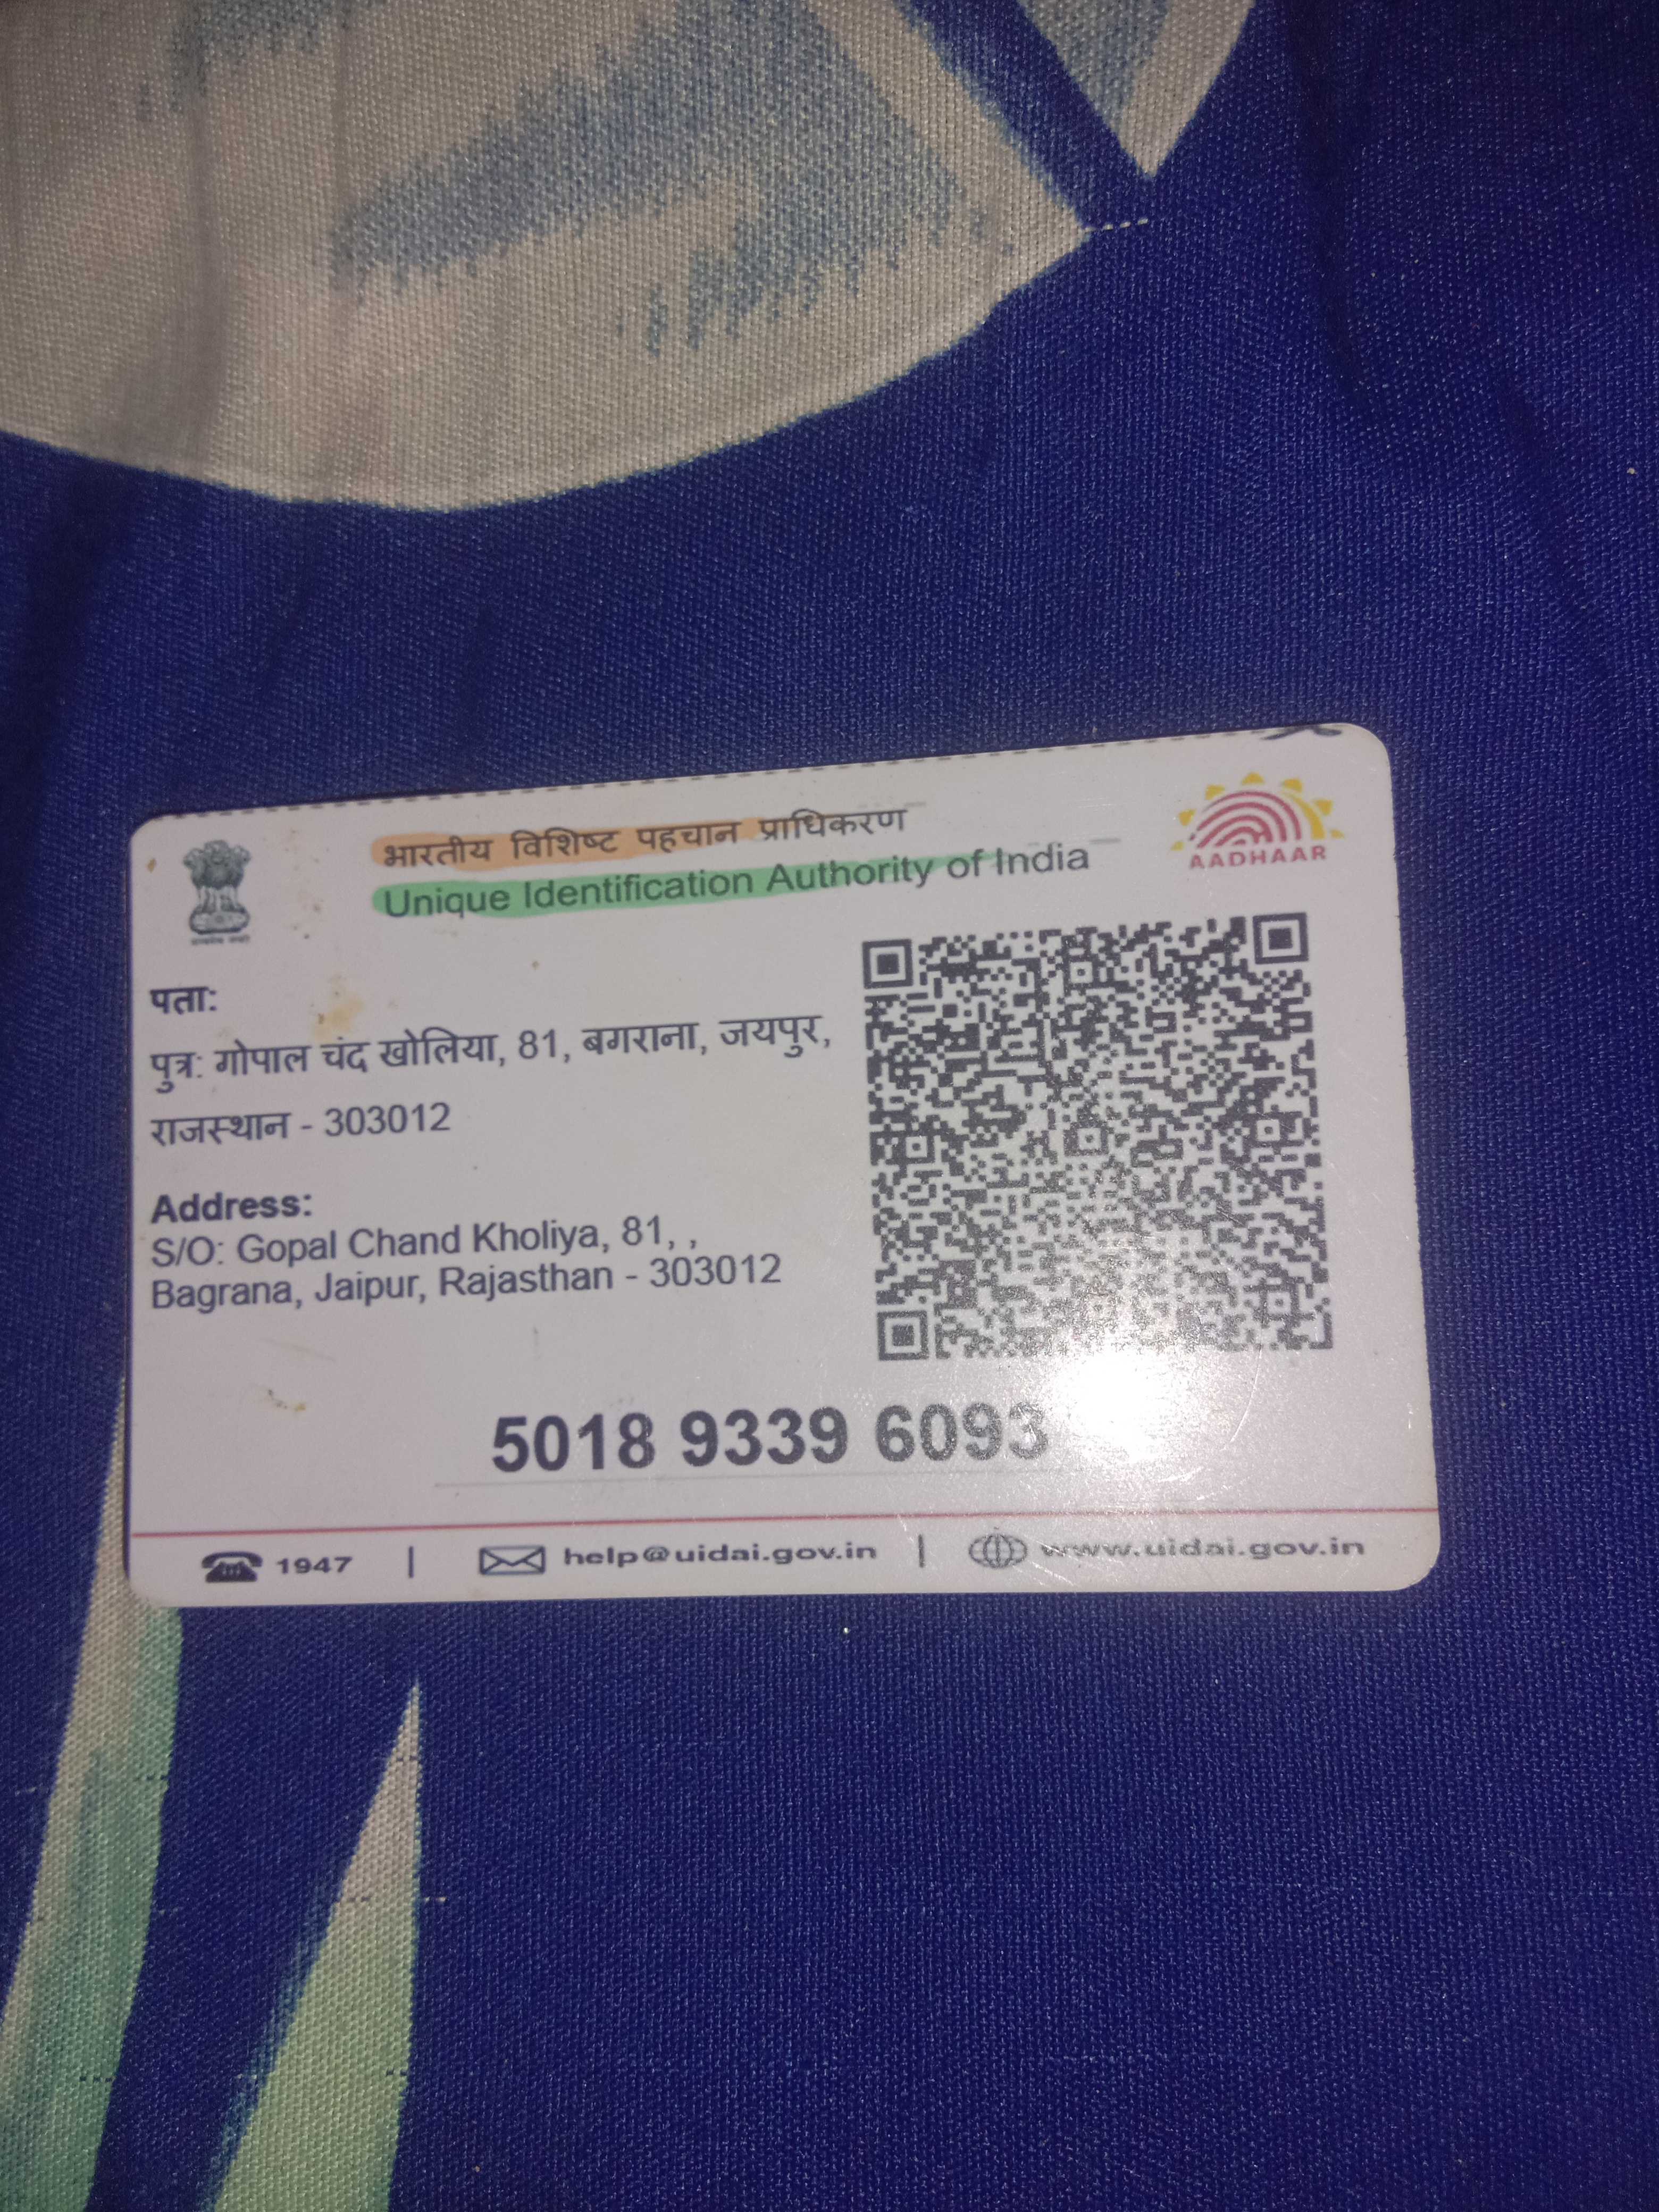 भारतीय विशिष्ट पहचान प्राधिकरण
Unique Identification Authority of India
AADHAAR
पता:
पुत्र: गोपाल चंद खोलिया, 81, बगराना, जयपुर,
राजस्थान - 303012
Address:
S/O: Gopal Chand Kholiya, 81, ,
Bagrana, Jaipur, Rajasthan - 303012
5018 9339 6093
1947 | help@uidai.gov.in | www.uidai.gov.in